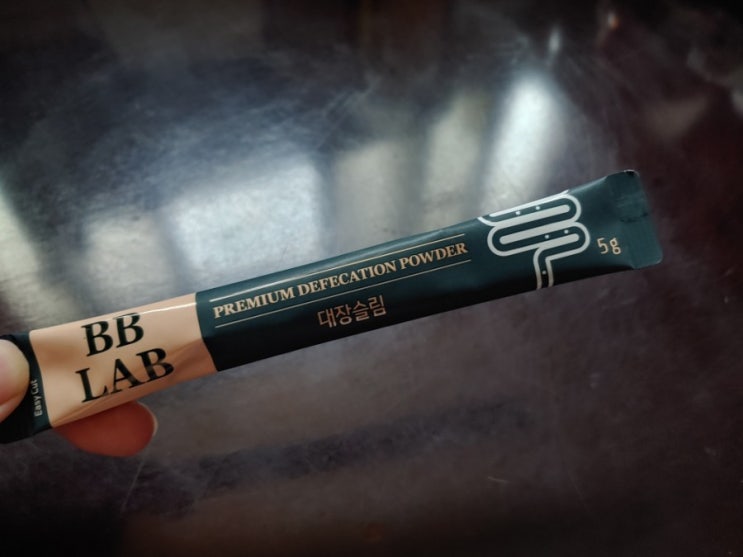 Easy Cut
BB
LAB
PREMIUM DEFECATION POWDER
대장슬림
5g